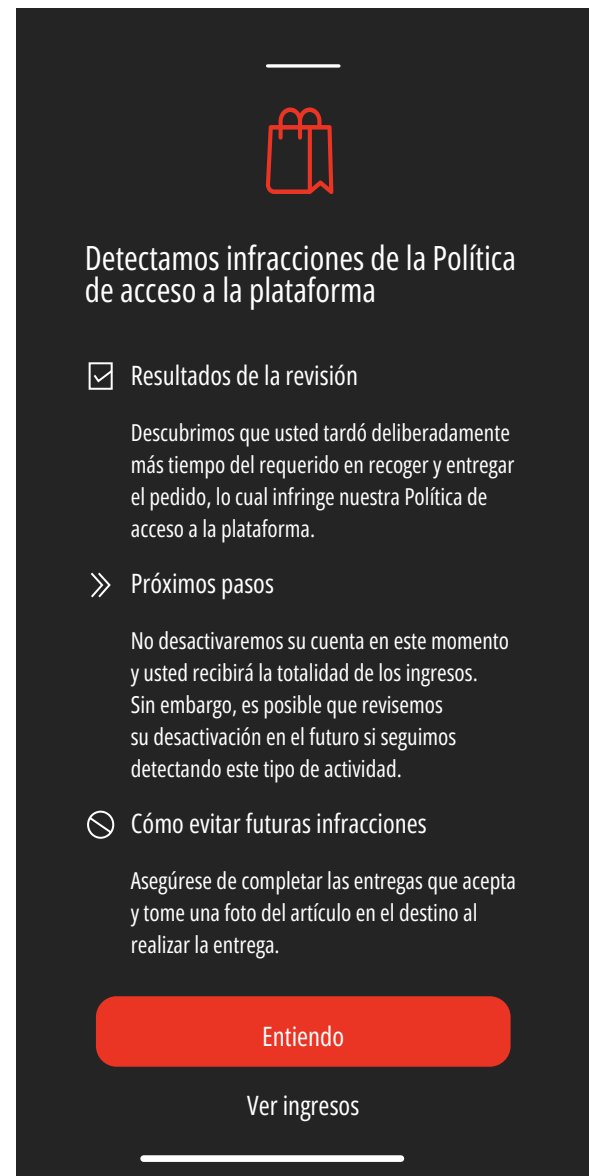 Detectamos infracciones de la Política
de acceso a la plataforma
Resultados de la revisión
Descubrimos que usted tardó deliberadamente
más tiempo del requerido en recoger y entregar
el pedido, lo cual infringe nuestra Política de
acceso a la plataforma.
Próximos pasos
No desactivaremos su cuenta en este momento
y usted recibirá la totalidad de los ingresos.
Sin embargo, es posible que revisemos
su desactivación en el futuro si seguimos
detectando este tipo de actividad.
Cómo evitar futuras infracciones
Asegúrese de completar las entregas que acepta
y tome una foto del artículo en el destino al
realizar la entrega.
Entiendo
Ver ingresos